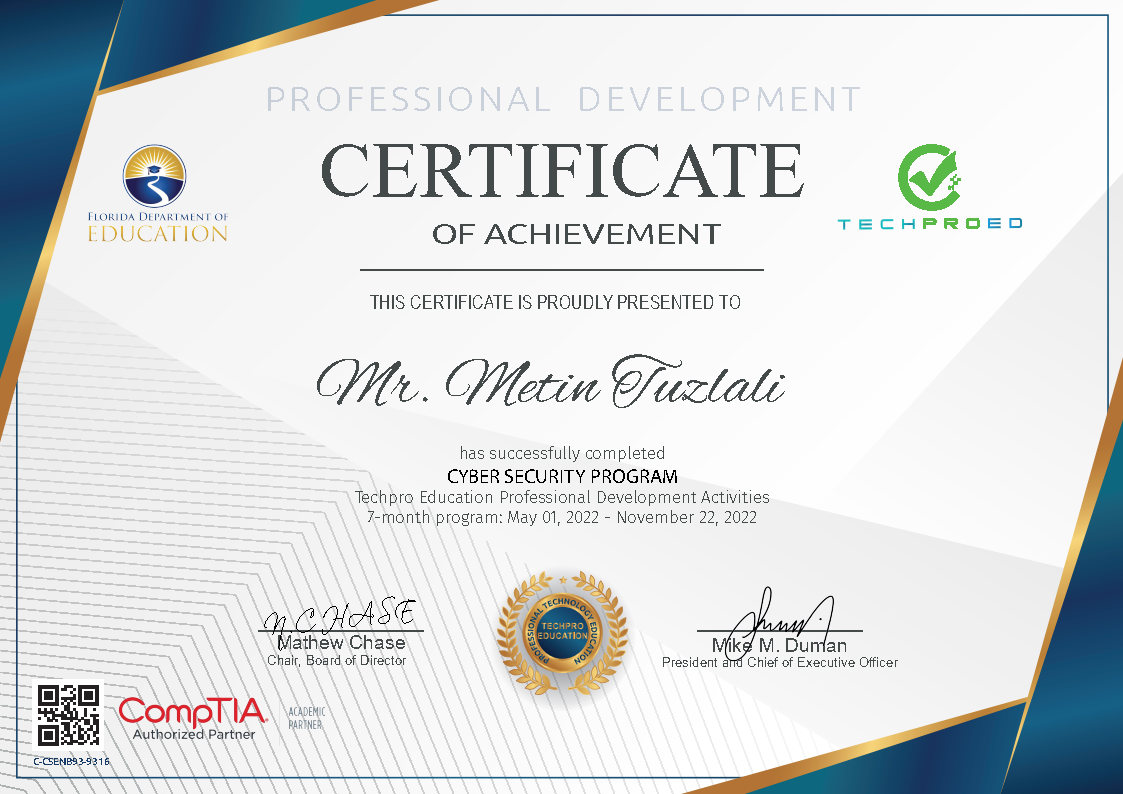 PROFESSIONAL DEVELOPMENT
CERTIFICATE
OF ACHIEVEMENT
FLORIDA DEPARTMENT OF
EDUCATION
TECHPROED
THIS CERTIFICATE IS PROUDLY PRESENTED TO
Mr. Metin Tuzlali
has successfully completed
CYBER SECURITY PROGRAM
Techpro Education Professional Development Activities
7-month program: May 01, 2022 - November 22, 2022
N C HASE
Mathew Chase
Chair, Board of Director
PROFESSIONAL TECHNOLOGY EDUCATION
TECHPRO
EDUCATION
Mike M. Duman
President and Chief of Executive Officer
CompTIA
Authorized Partner
ACADEMIC
PARTNER
C-CSENB93-9316